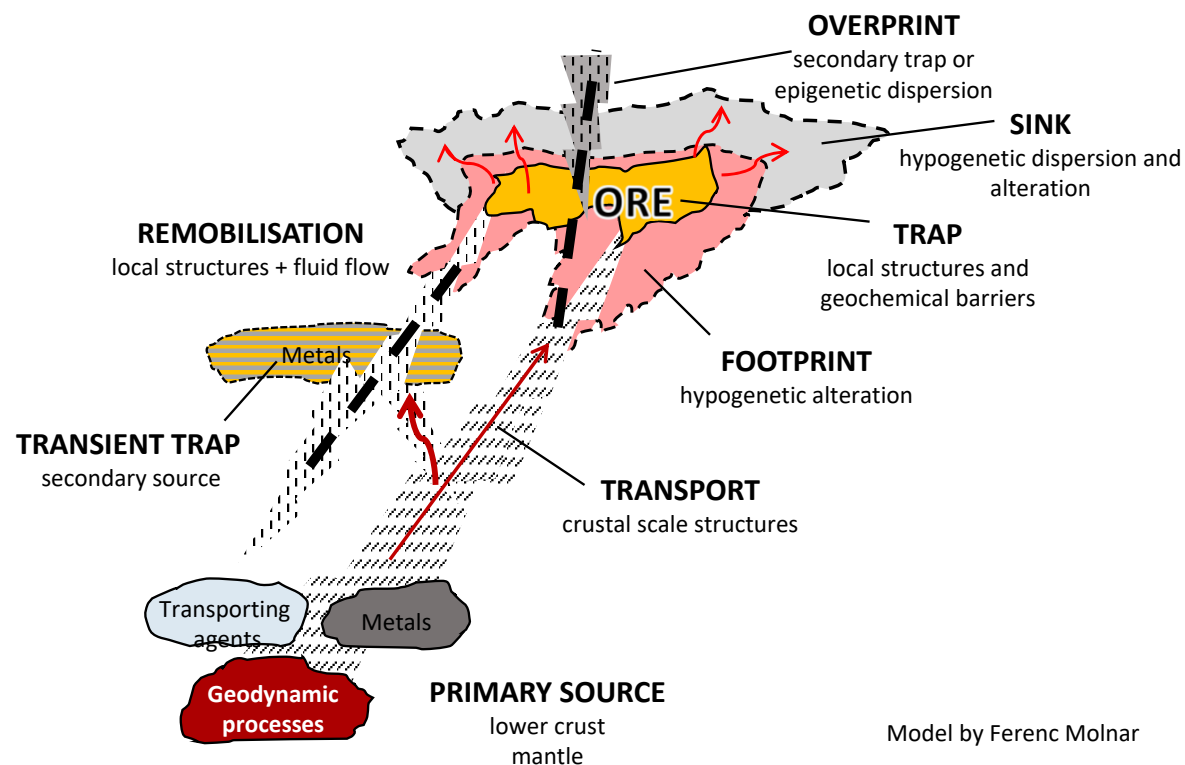 OVERPRINT
secondary trap or
epigenetic dispersion
SINK
hypogenetic dispersion and
alteration
ORE
REMOBILISATION
local structures + fluid flow
TRAP
local structures and
geochemical barriers
Metals
FOOTPRINT
hypogenetic alteration
TRANSIENT TRAP
secondary source
TRANSPORT
crustal scale structures
Transporting
agents
Metals
Geodynamic
processes
PRIMARY SOURCE
lower crust
mantle
Model by Ferenc Molnar